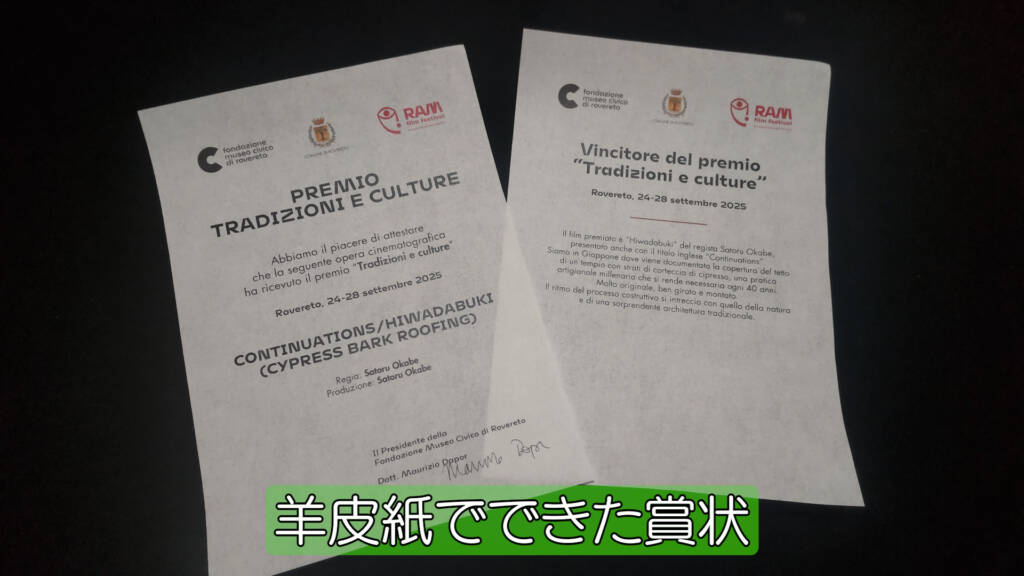 fondazione
museo civico
di rovereto
RAM
film festival
PREMIO
TRADIZIONI E CULTURE
Abbiamo il piacere di attestare
che la seguente opera cinematografica
ha ricevuto il premio "Tradizioni e culture"
Rovereto, 24-28 settembre 2025
CONTINUATIONS/HIWADABUKI
(CYPRESS BARK ROOFING)
Regia: Satoru Okabe
Produzione: Satoru Okabe
Il Presidente della
Fondazione Museo Civico di Rovereto
Dott. Maurizio Dapor
fondazione
museo civico
di rovereto
RAM
film festival
Vincitore del premio
"Tradizioni e culture"
Rovereto, 24-28 settembre 2025
Il film premiato è "Hiwadabuki" del regista Satoru Okabe,
presentato anche con il titolo inglese "Continuations"
Siamo in Giappone dove viene documentata la copertura del tetto
di un tempio con strati di corteccia di cipresso, una pratica
artigianale millenaria che si rende necessaria ogni 40 anni.
Molto originale, ben girato e montato.
Il ritmo del processo costruttivo si intreccia con quello della natura
e di una sorprendente architettura tradizionale.
羊皮紙でできた賞状